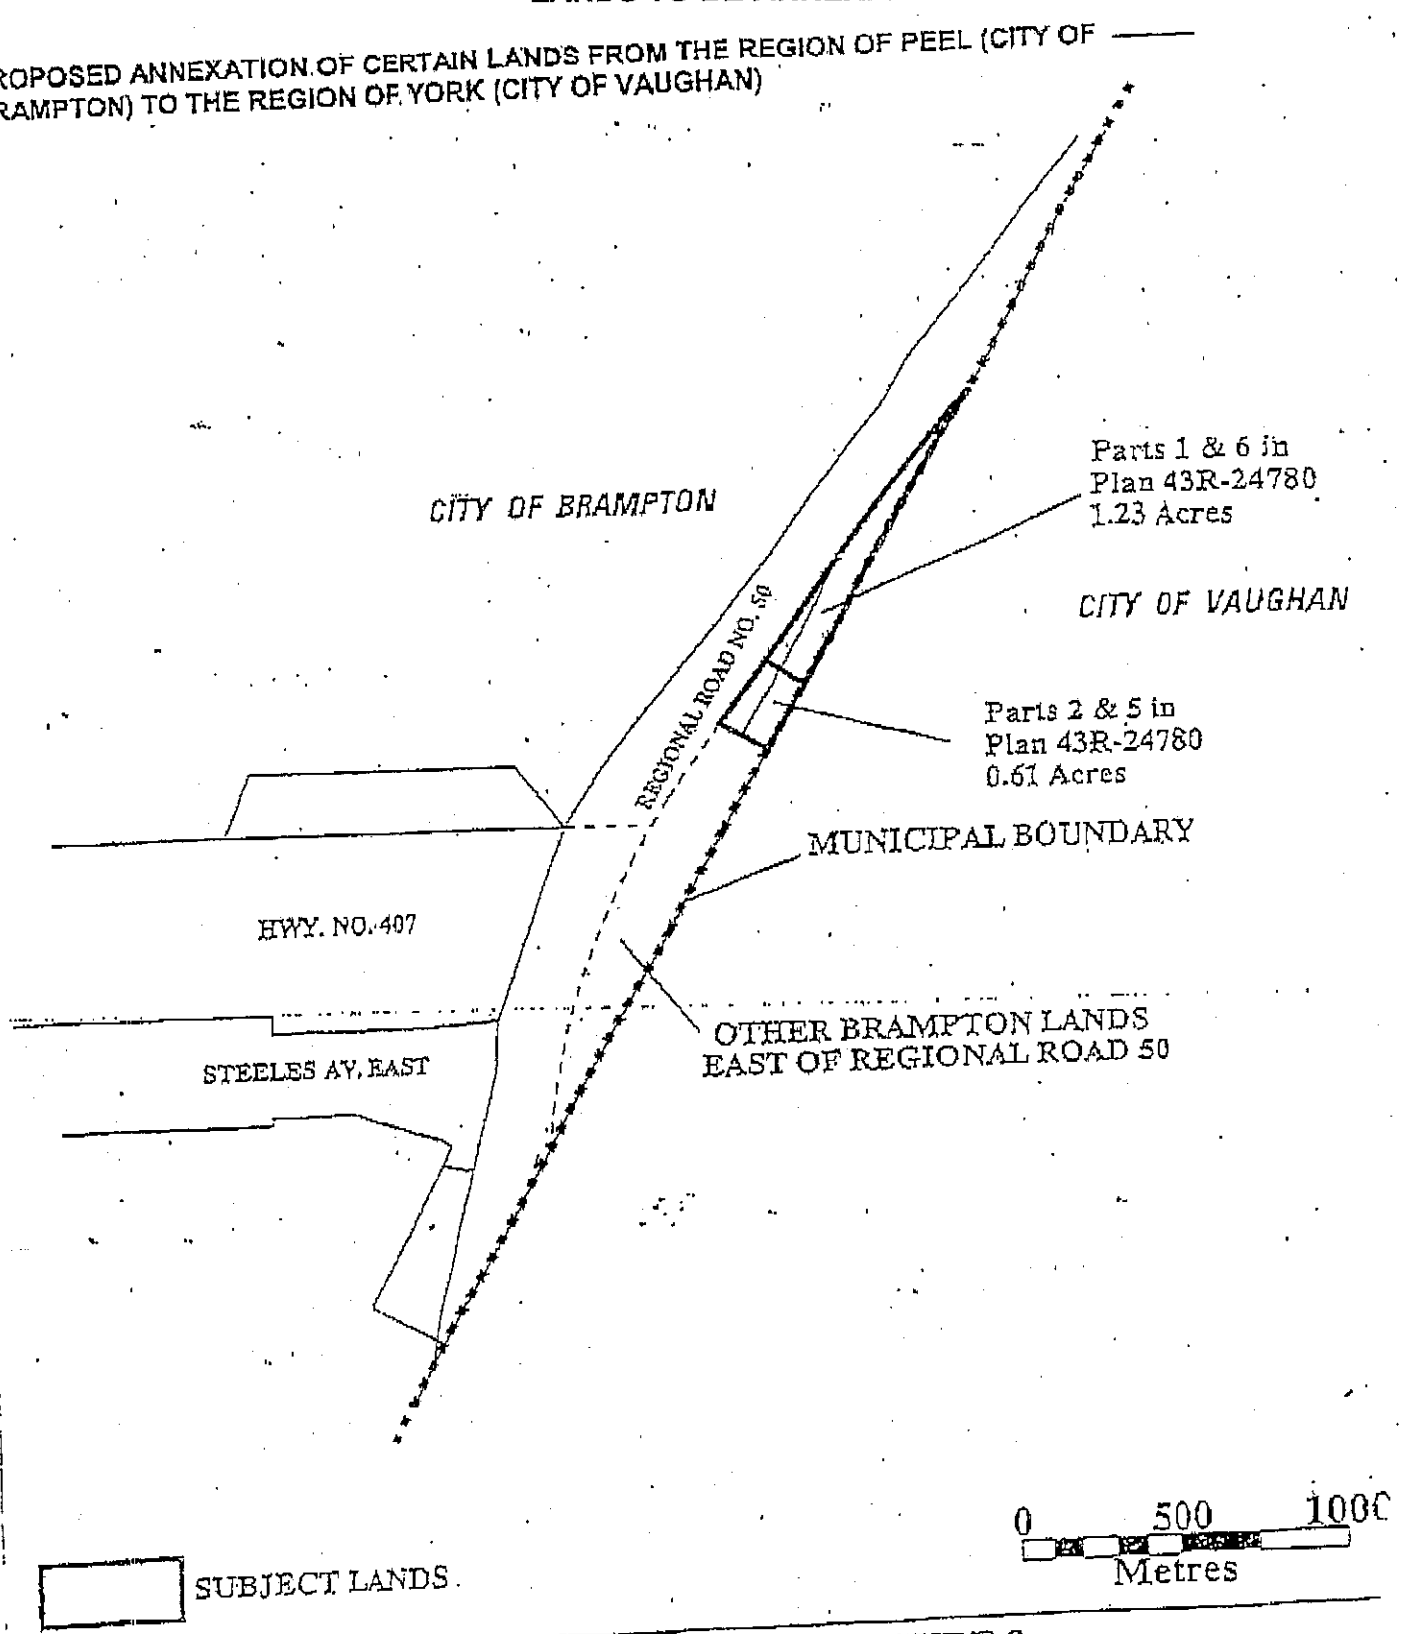 ROPOSED ANNEXATION OF CERTAIN LANDS FROM THE REGION OF PEEL (CITY OF
RAMPTON) TO THE REGION OF YORK (CITY OF VAUGHAN)
Parts 1 & 6 in
Plan 43R-24780
1.23 Acres
CITY OF BRAMPTON
CITY OF VAUGHAN
REGIONAL ROAD NO. 50
Parts 2 & 5 in
Plan 43R-24780
0.61 Acres
MUNICIPAL BOUNDARY
HWY. NO. 407
OTHER BRAMPTON LANDS
EAST OF REGIONAL ROAD 50
STEELES AV. EAST
0 500 1000
Metres
SUBJECT LANDS